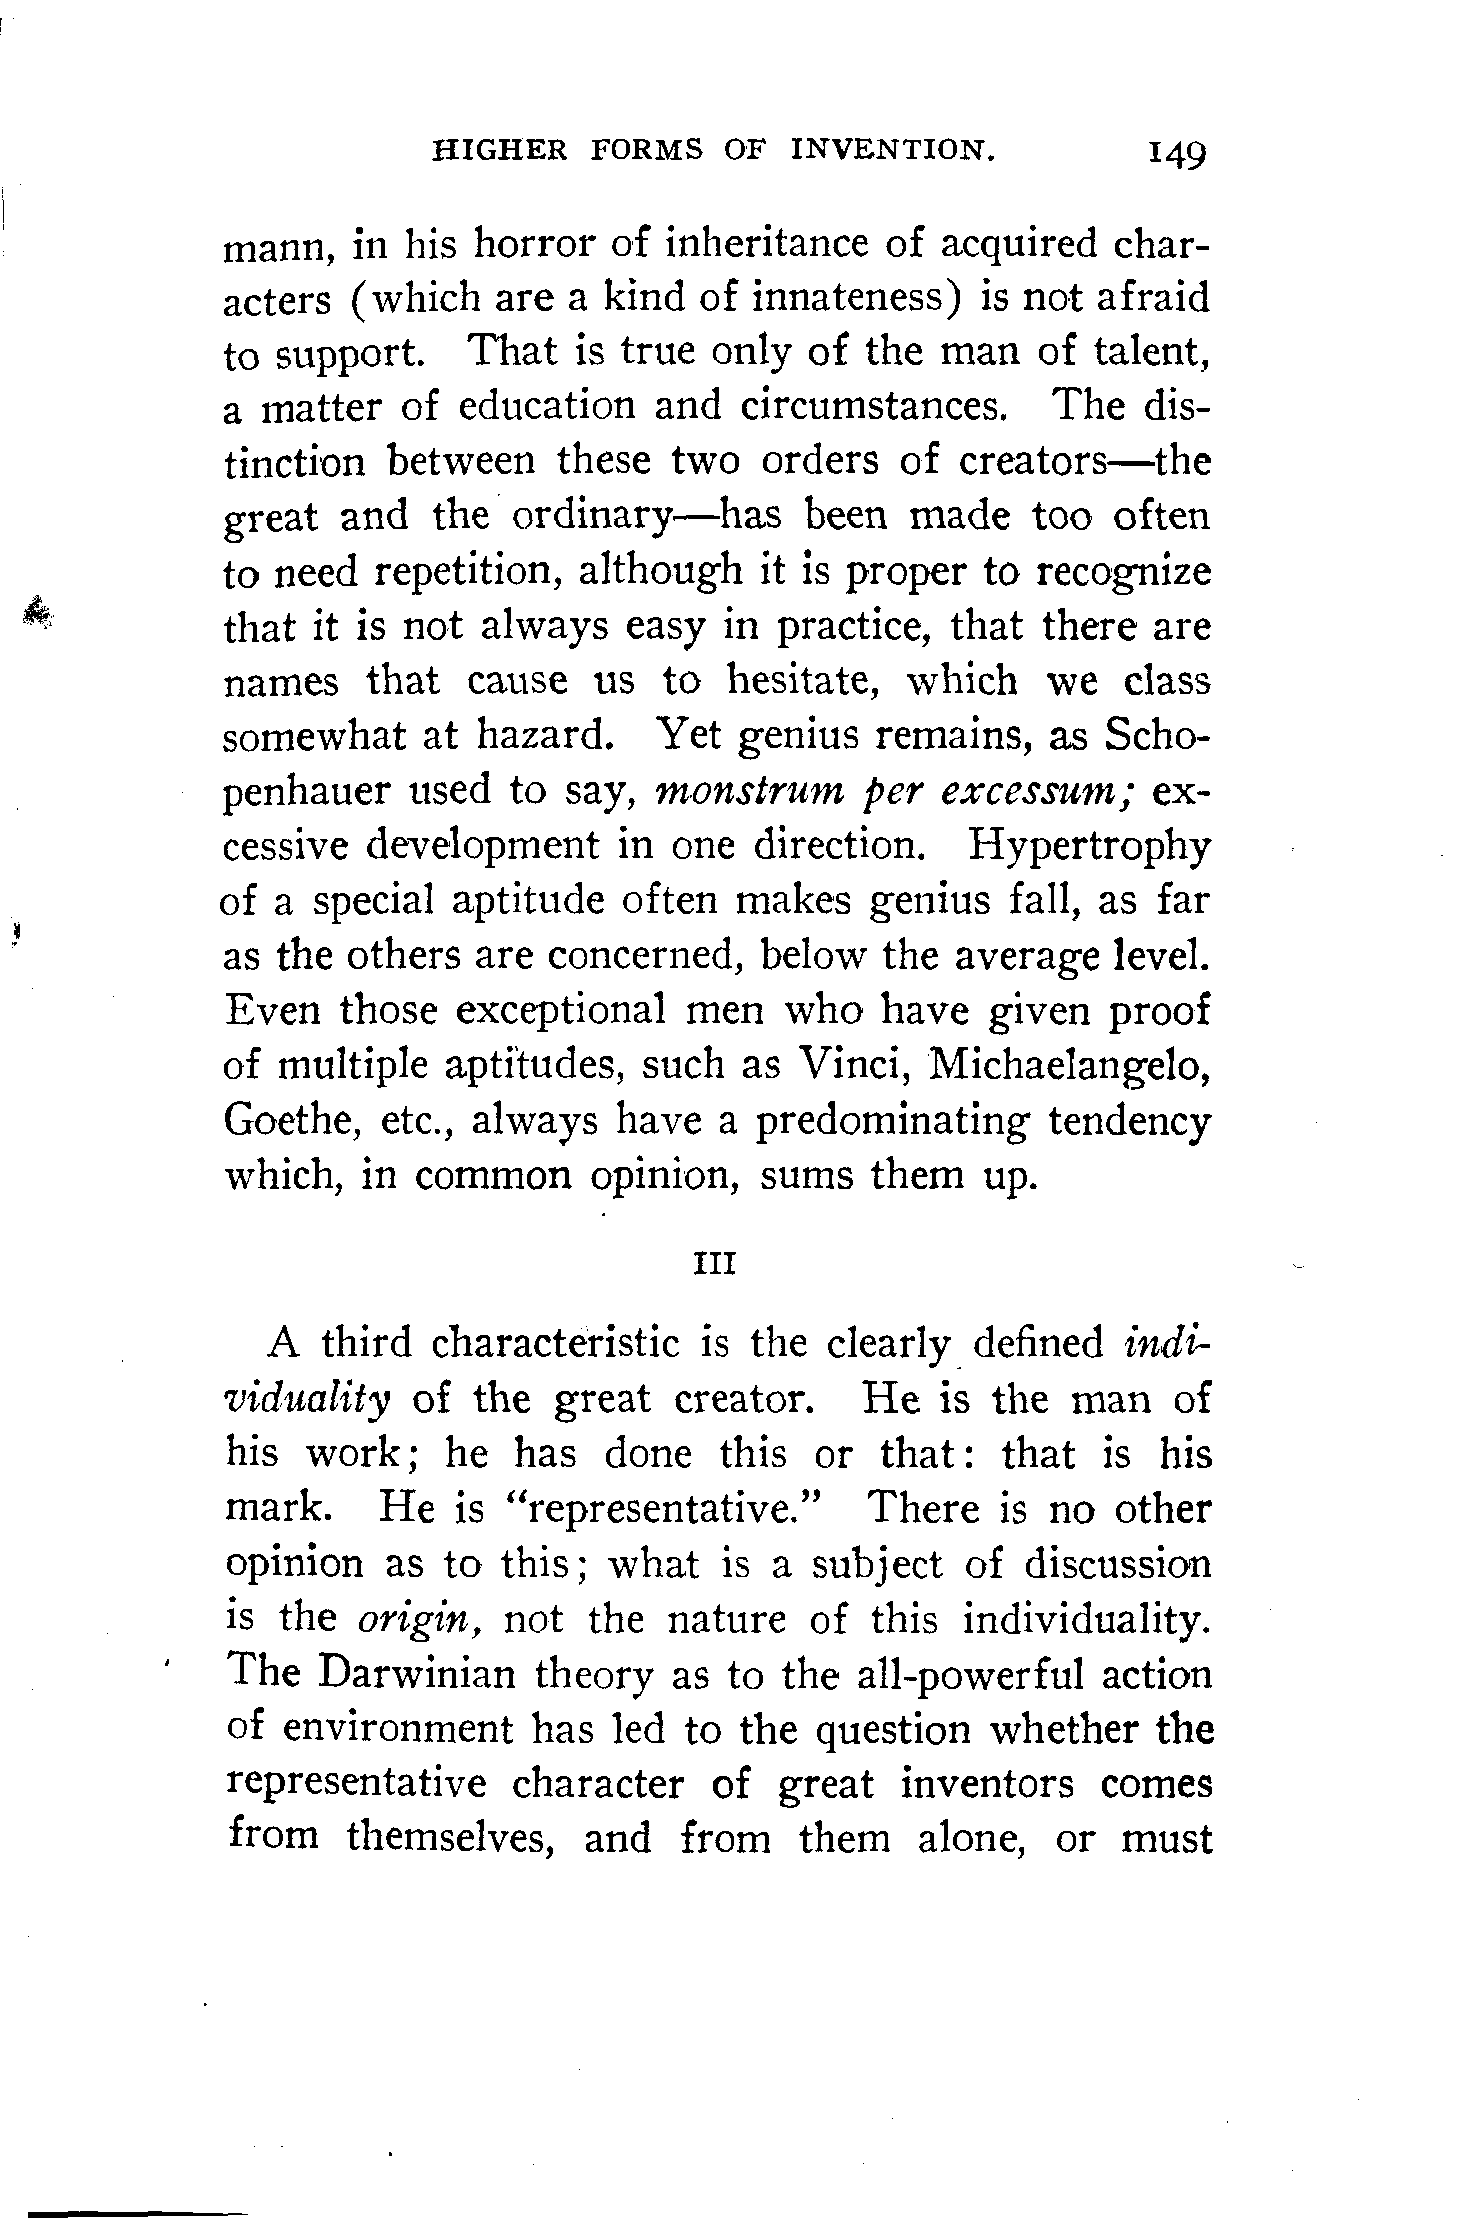 HIGHER FORMS OF INVENTION. 149
mann, in his horror of inheritance of acquired char-
acters (which are a kind of innateness) is not afraid
to support. That is true only of the man of talent,
a matter of education and circumstances. The dis-
tinction between these two orders of creators—the
great and the ordinary—has been made too often
to need repetition, although it is proper to recognize
that it is not always easy in practice, that there are
names that cause us to hesitate, which we class
somewhat at hazard. Yet genius remains, as Scho-
penhauer used to say, monstrum per excessum; ex-
cessive development in one direction. Hypertrophy
of a special aptitude often makes genius fall, as far
as the others are concerned, below the average level.
Even those exceptional men who have given proof
of multiple aptitudes, such as Vinci, Michaelangelo,
Goethe, etc., always have a predominating tendency
which, in common opinion, sums them up.
III
A third characteristic is the clearly defined indi-
viduality of the great creator. He is the man of
his work; he has done this or that: that is his
mark. He is “representative.” There is no other
opinion as to this; what is a subject of discussion
is the origin, not the nature of this individuality.
The Darwinian theory as to the all-powerful action
of environment has led to the question whether the
representative character of great inventors comes
from themselves, and from them alone, or must